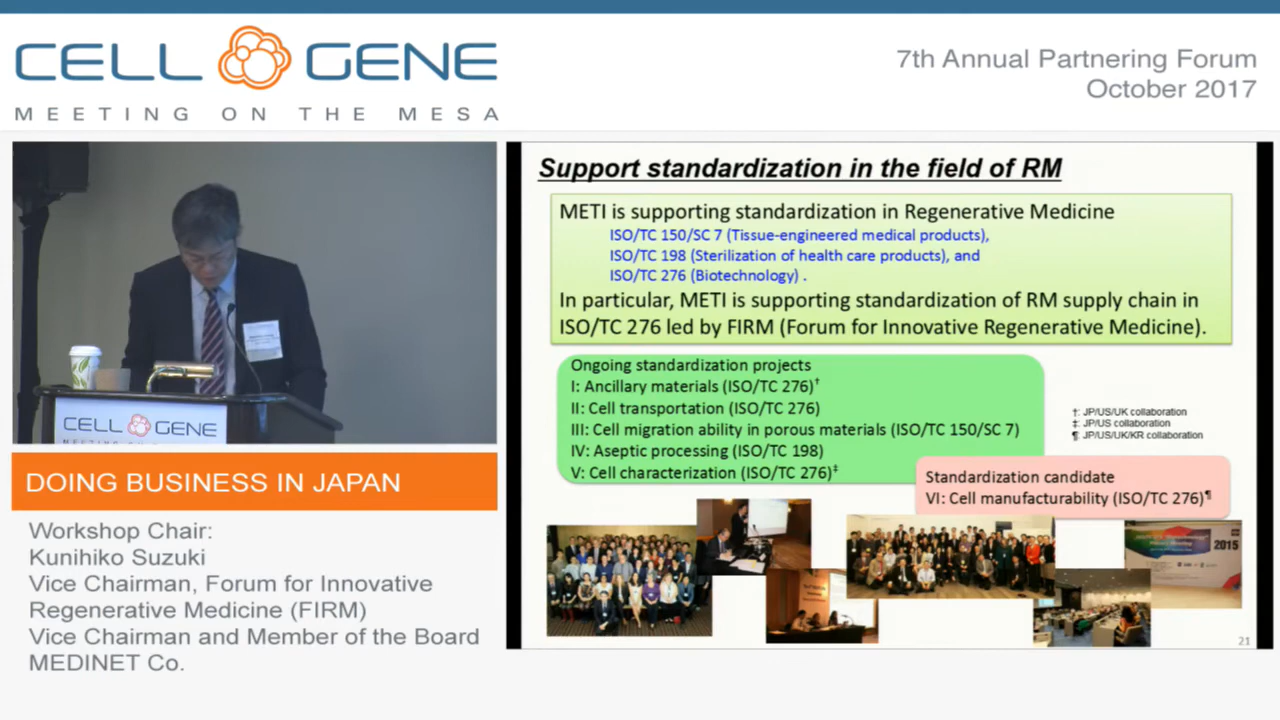 CELL GENE
MEETING ON THE MESA
7th Annual Partnering Forum
October 2017
CELL GENE
DOING BUSINESS IN JAPAN
Workshop Chair:
Kunihiko Suzuki
Vice Chairman, Forum for Innovative
Regenerative Medicine (FIRM)
Vice Chairman and Member of the Board
MEDINET Co.
Support standardization in the field of RM
METI is supporting standardization in Regenerative Medicine
ISO/TC 150/SC 7 (Tissue-engineered medical products),
ISO/TC 198 (Sterilization of health care products), and
ISO/TC 276 (Biotechnology) .
In particular, METI is supporting standardization of RM supply chain in
ISO/TC 276 led by FIRM (Forum for Innovative Regenerative Medicine).
Ongoing standardization projects
I: Ancillary materials (ISO/TC 276)†
II: Cell transportation (ISO/TC 276)
III: Cell migration ability in porous materials (ISO/TC 150/SC 7)
IV: Aseptic processing (ISO/TC 198)
V: Cell characterization (ISO/TC 276)‡
†: JP/US/UK collaboration
‡: JP/US collaboration
¶: JP/US/UK/KR collaboration
Standardization candidate
VI: Cell manufacturability (ISO/TC 276)¶
2015
21